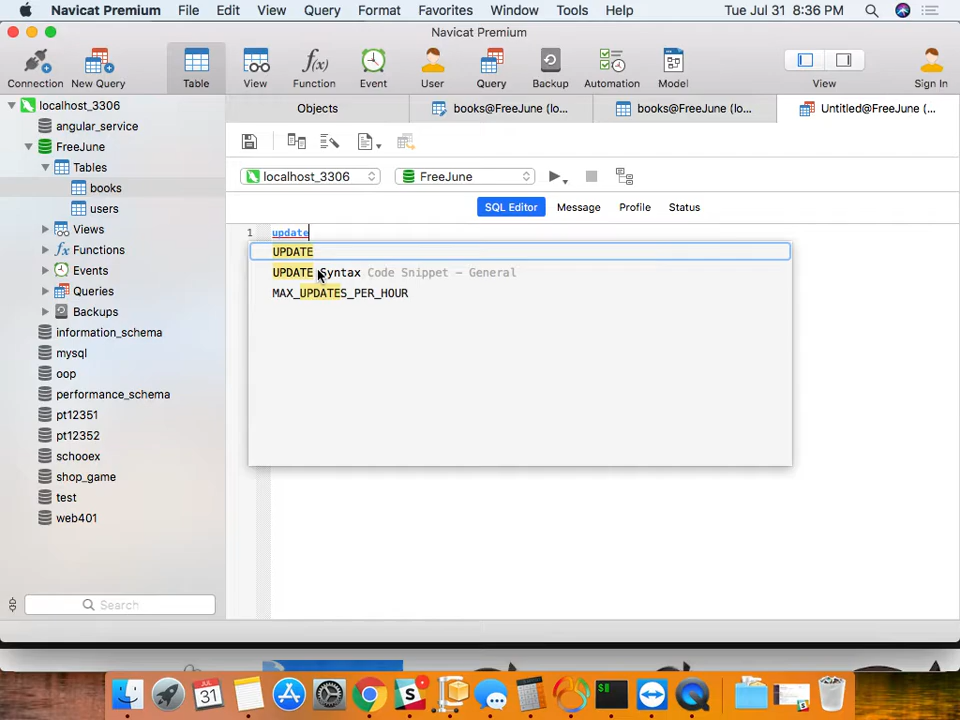 Navicat Premium File Edit View Query Format Favorites Window Tools Help Tue Jul 31 8:36 PM
Navicat Premium
Connection New Query Table View Function Event User Query Backup Automation Model View Sign In
localhost_3306
angular_service
FreeJune
Tables
books
users
Views
Functions
Events
Queries
Backups
information_schema
mysql
oop
performance_schema
pt12351
pt12352
schooex
shop_game
test
web401
Search
Objects books@FreeJune (lo... books@FreeJune (lo... Untitled@FreeJune (...
localhost_3306 FreeJune
SQL Editor Message Profile Status
1 update
UPDATE
UPDATE Syntax Code Snippet – General
MAX_UPDATES_PER_HOUR
JUL
31